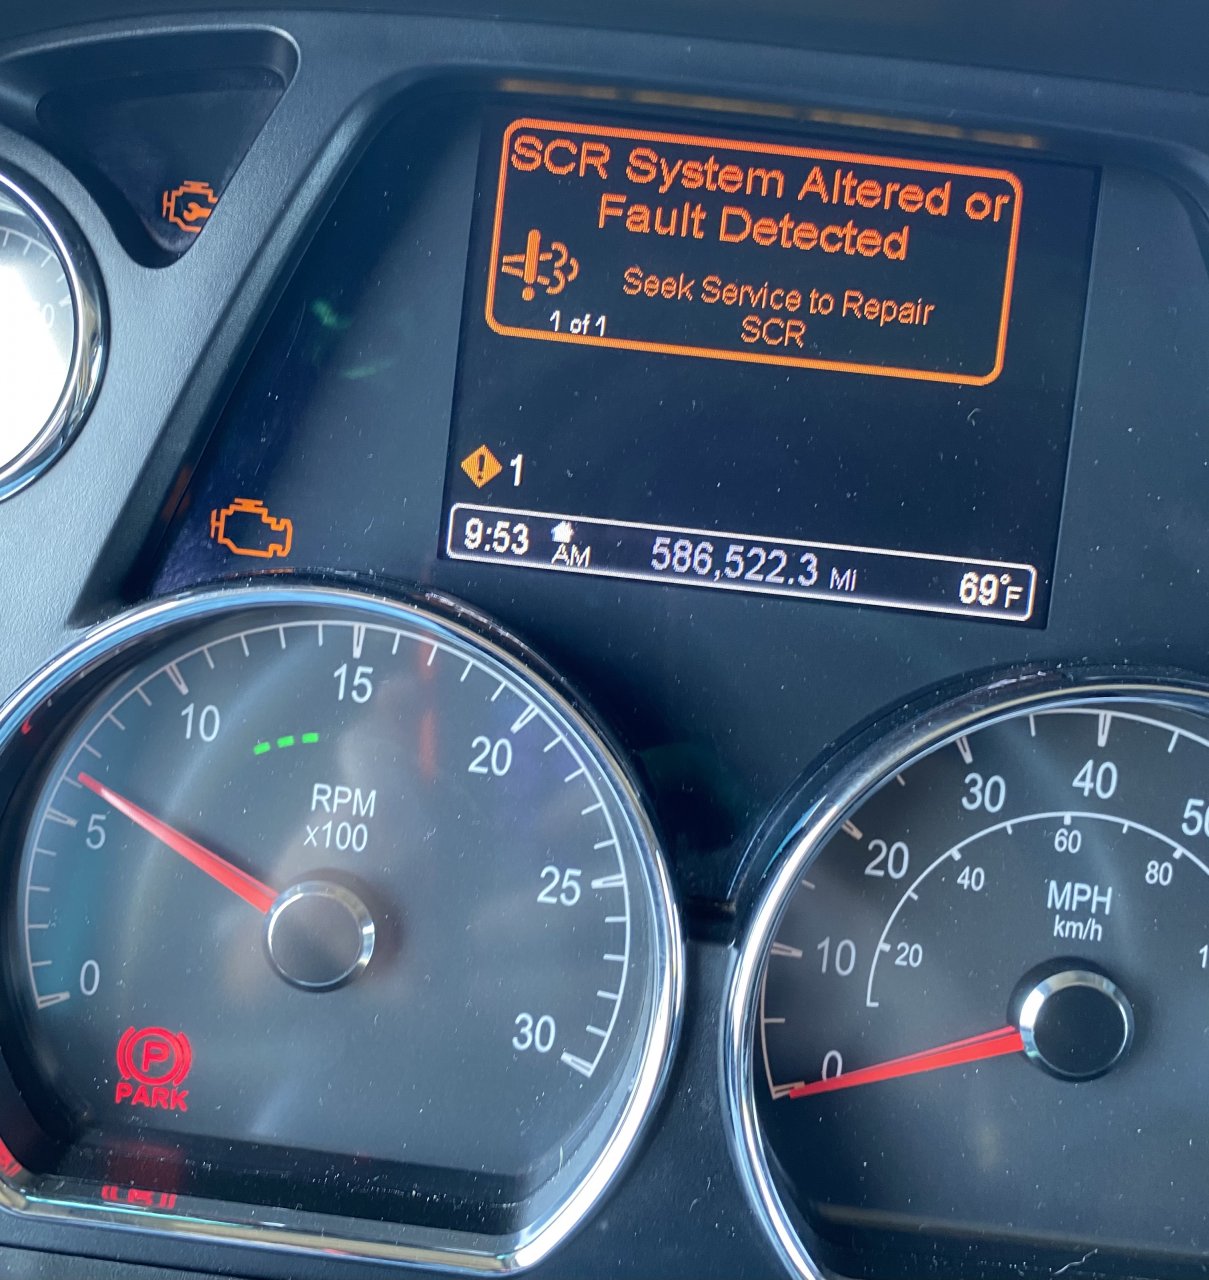 SCR System Altered or
Fault Detected
Seek Service to Repair
SCR
1 of 1
1
9:53 AM 586,522.3 MI 69°F
0
5
10
15
20
25
30
RPM
x100
P
PARK
0
10
20
30
40
20
40
60
80
MPH
km/h